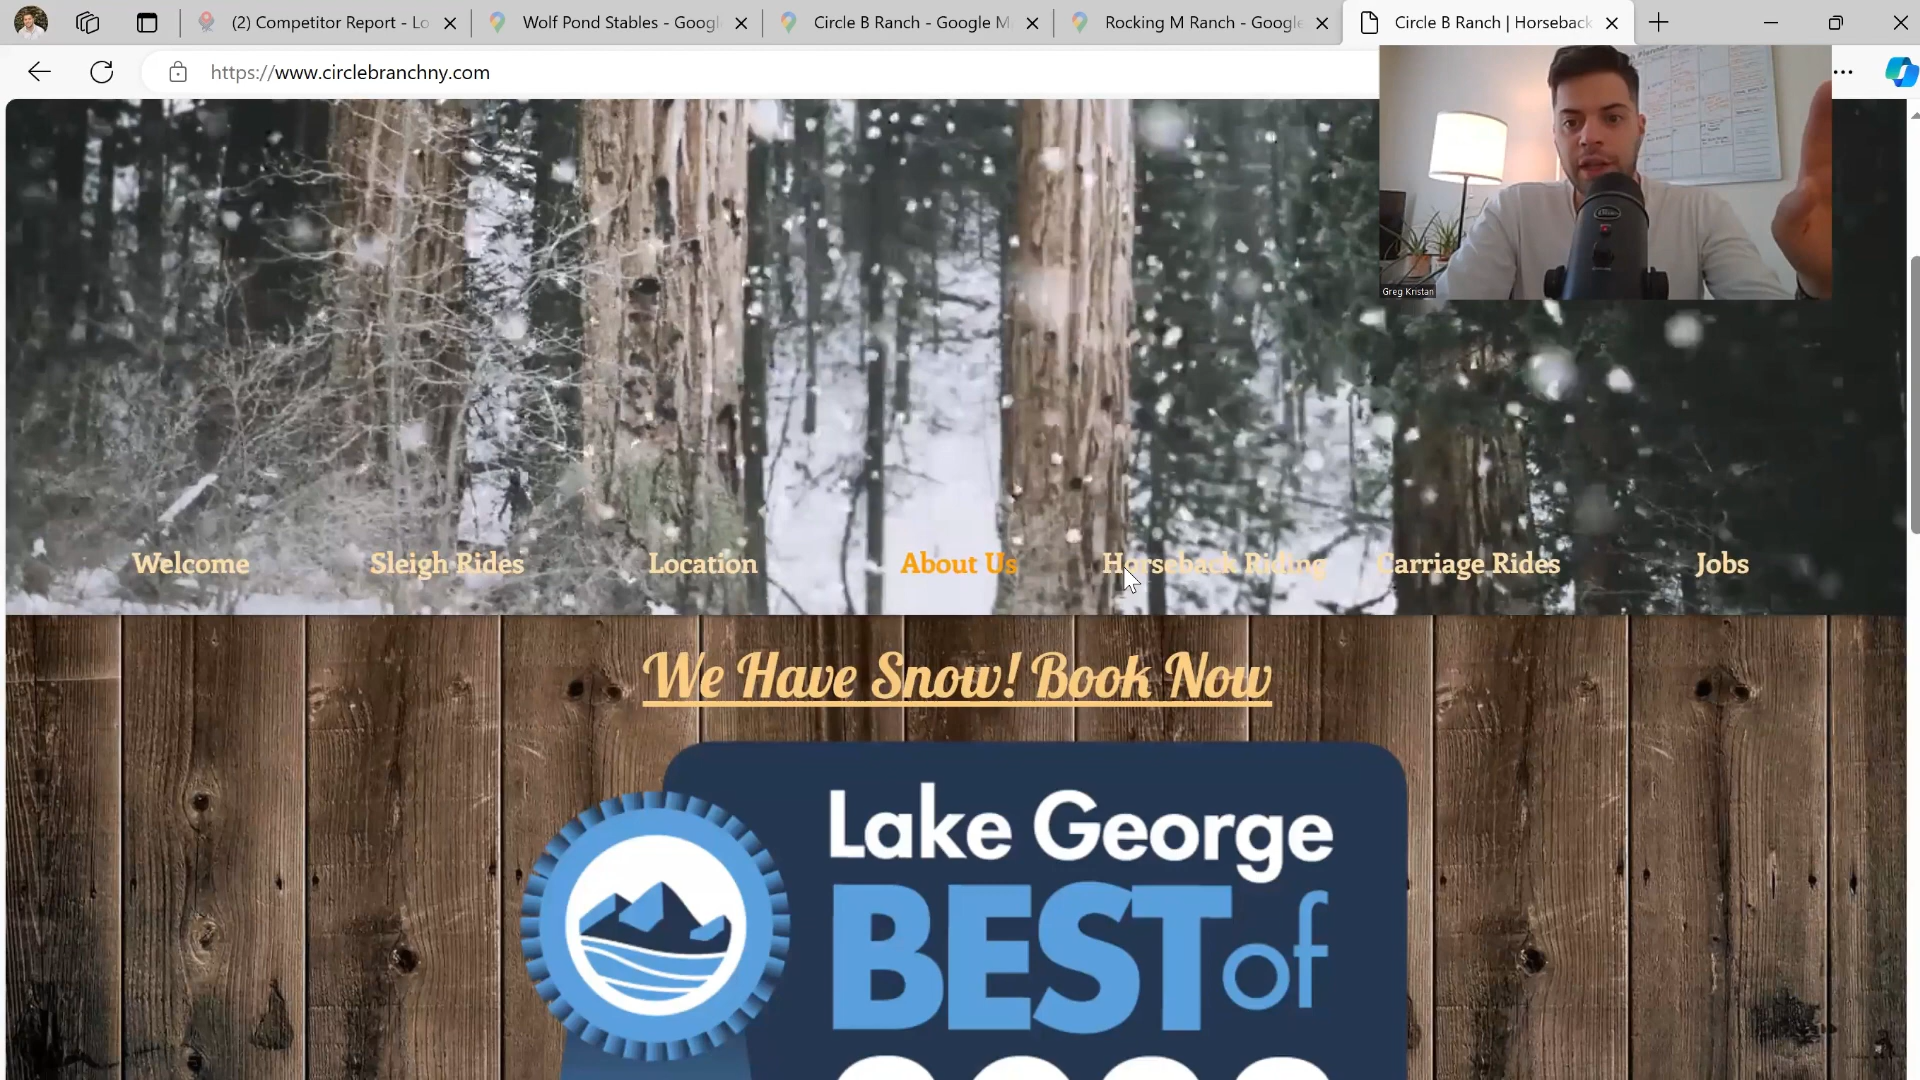 (2) Competitor Report - Lo
Wolf Pond Stables - Googl
Circle B Ranch - Google M
Rocking M Ranch - Google
Circle B Ranch | Horseback
https://www.circlebranchny.com
Greg Kristan
Welcome
Sleigh Rides
Location
About Us
Horseback Riding
Carriage Rides
Jobs
We Have Snow! Book Now
Lake George
BEST of